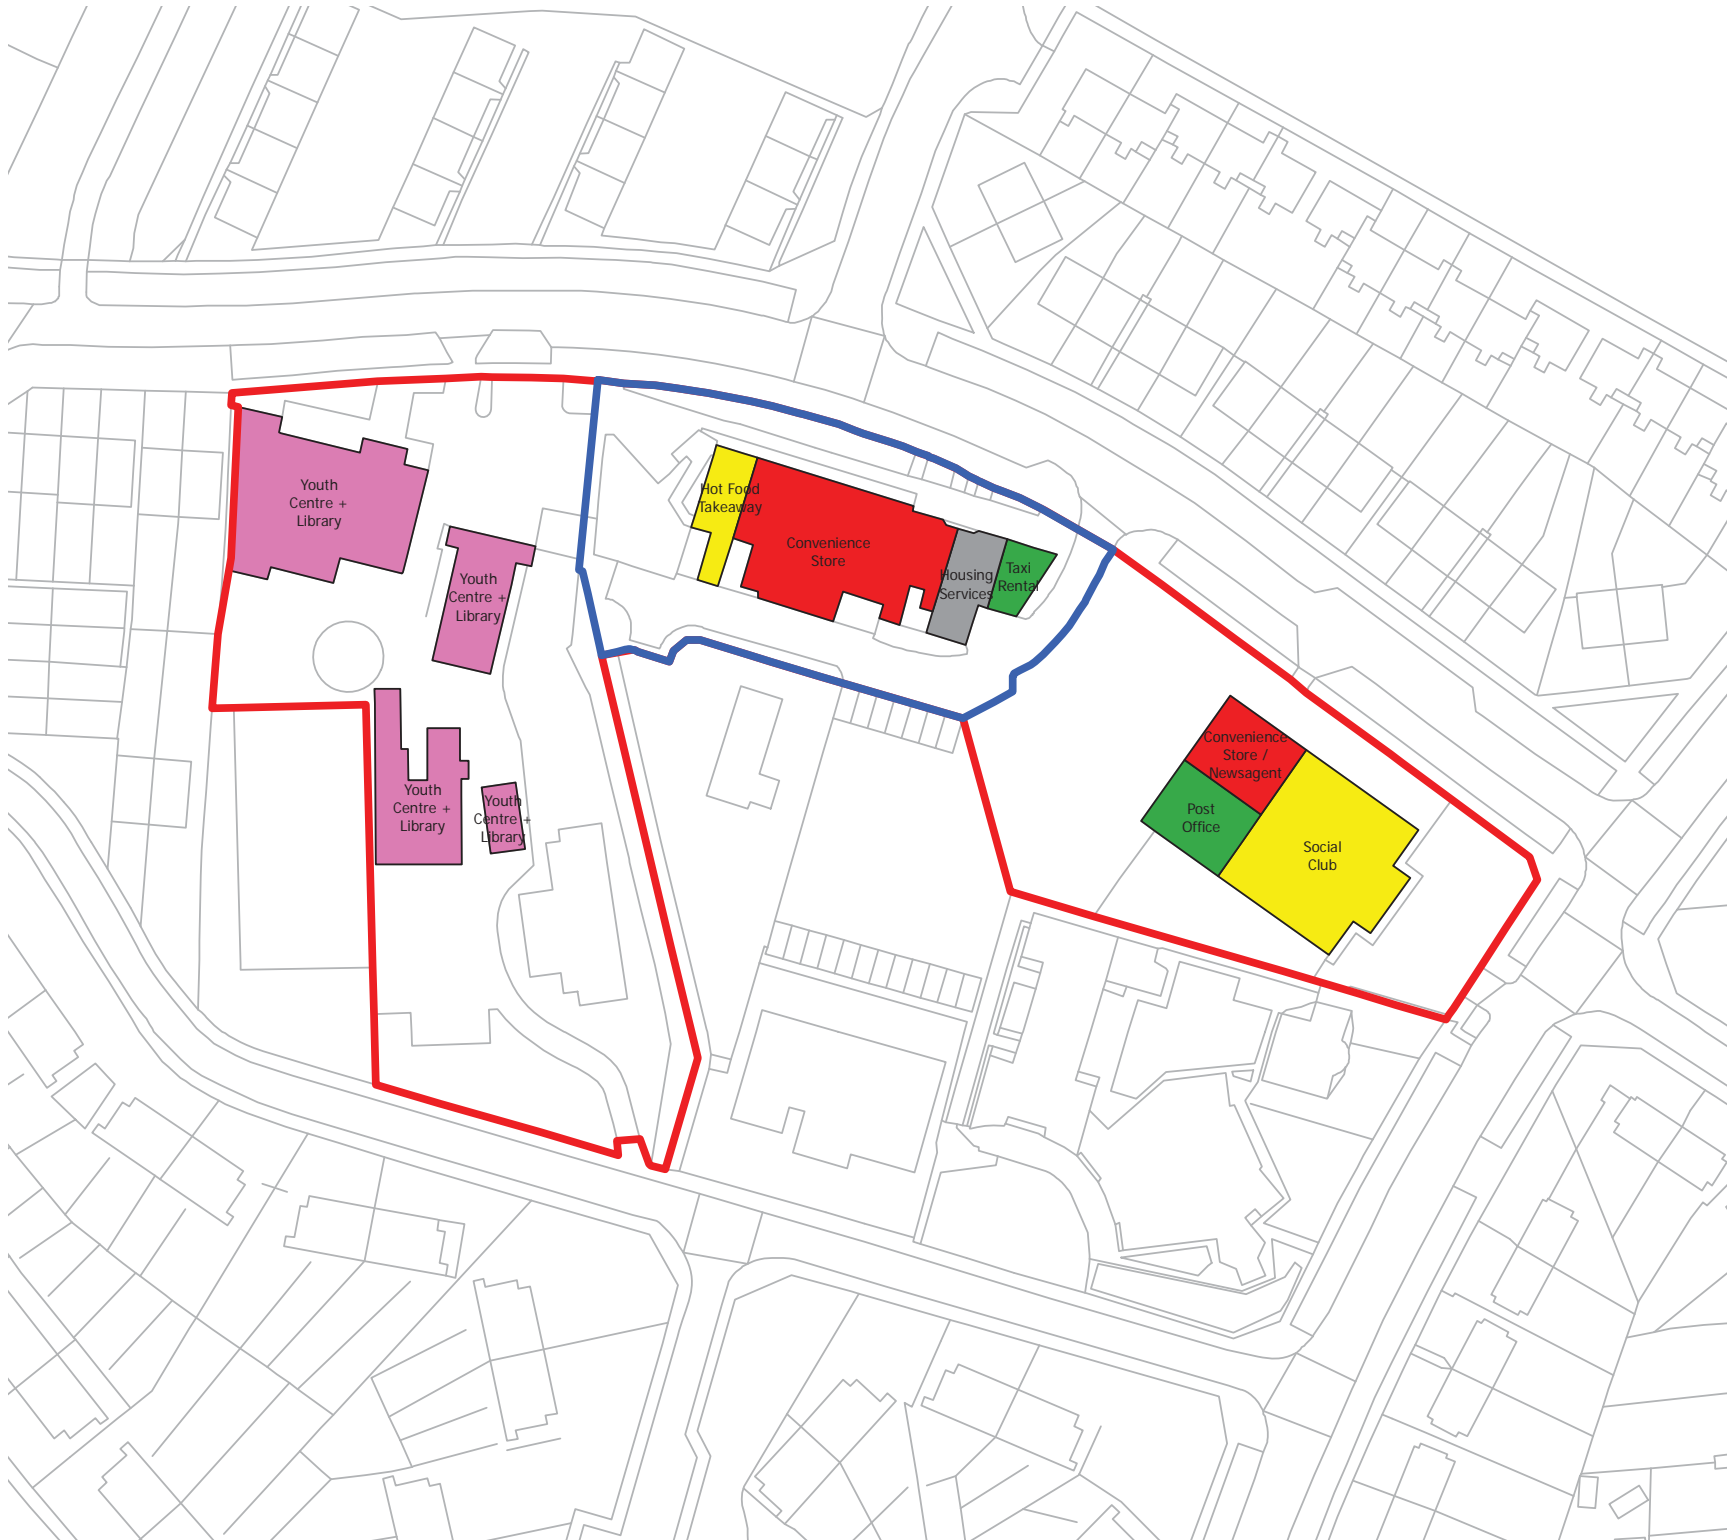 Youth
Centre +
Library
Hot Food
Takeaway
Convenience
Store
Housing
Services
Taxi
Rental
Youth
Centre +
Library
Youth
Centre +
Library
Youth
Centre +
Library
Convenience
Store /
Newsagent
Post
Office
Social
Club